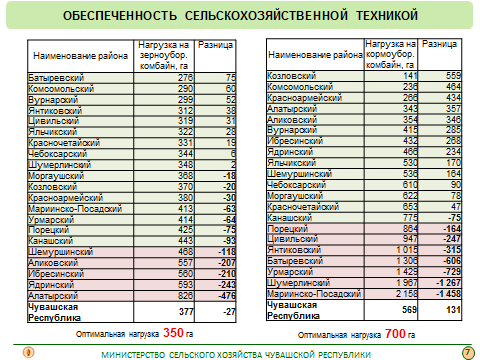 ОБЕСПЕЧЕННОСТЬ СЕЛЬСКОХОЗЯЙСТВЕННОЙ ТЕХНИКОЙ
Наименование района Нагрузка на зерноубор. комбайн, га Разница
Батыревский 276 75
Комсомольский 290 60
Вурнарский 299 52
Янтиковский 312 38
Цивильский 319 31
Яльчикский 322 28
Красночетайский 331 19
Чебоксарский 344 6
Шумерлинский 348 2
Моргаушский 368 -18
Козловский 370 -20
Красноармейский 380 -30
Мариинско-Посадский 413 -63
Урмарский 414 -64
Порецкий 425 -75
Канашский 443 -93
Шемуршинский 468 -118
Аликовский 557 -207
Ибресинский 560 -210
Ядринский 593 -243
Алатырский 826 -476
Чувашская Республика 377 -27
Оптимальная нагрузка 350 га
Наименование района Нагрузка на кормоубор. комбайн, га Разница
Козловский 141 559
Комсомольский 236 464
Красноармейский 266 434
Алатырский 343 357
Аликовский 354 346
Вурнарский 415 285
Ибресинский 432 268
Ядринский 466 234
Яльчикский 530 170
Шемуршинский 536 164
Чебоксарский 610 90
Моргаушский 622 78
Красночетайский 653 47
Канашский 775 -75
Порецкий 864 -164
Цивильский 947 -247
Янтиковский 1 015 -315
Батыревский 1 306 -606
Урмарский 1 429 -729
Шумерлинский 1 967 -1 267
Мариинско-Посадский 2 158 -1 458
Чувашская Республика 569 131
Оптимальная нагрузка 700 га
МИНИСТЕРСТВО СЕЛЬСКОГО ХОЗЯЙСТВА ЧУВАШСКОЙ РЕСПУБЛИКИ
7